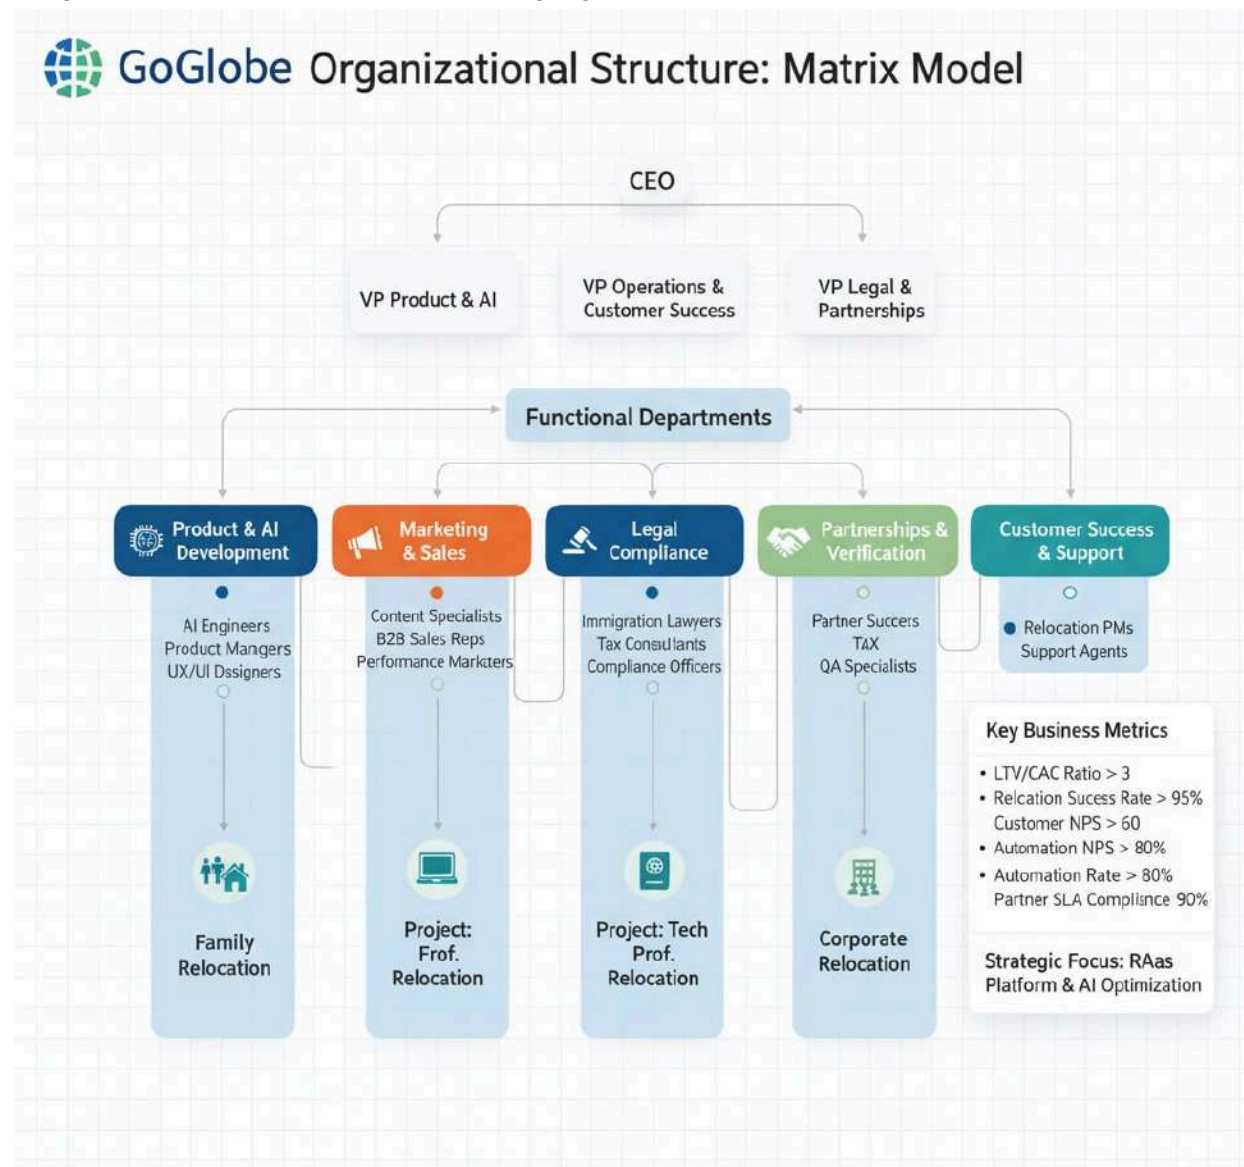 GoGlobe Organizational Structure: Matrix Model
CEO
VP Product & AI
VP Operations &
Customer Success
VP Legal &
Partnerships
Functional Departments
Product & AI
Development
Marketing
& Sales
Legal
Compliance
Partnerships &
Verification
Customer Success
& Support
AI Engineers
Product Mangers
UX/UI Dssigners
Content Specialists
B2B Sales Reps
Performance Marksters
Immigration Lawyers
Tax Consultants
Compliance Officers
Partner Succers
TAX
QA Specialists
Relocation PMs
Support Agents
Key Business Metrics
• LTV/CAC Ratio > 3
• Relcation Sucess Rate > 95%
Customer NPS > 60
• Automation NPS > 80%
• Automation Rate > 80%
Partner SLA Complisnce 90%
Strategic Focus: RAas
Platform & AI Optimization
Family
Relocation
Project:
Frof.
Relocation
Project: Tech
Prof.
Relocation
Corporate
Relocation